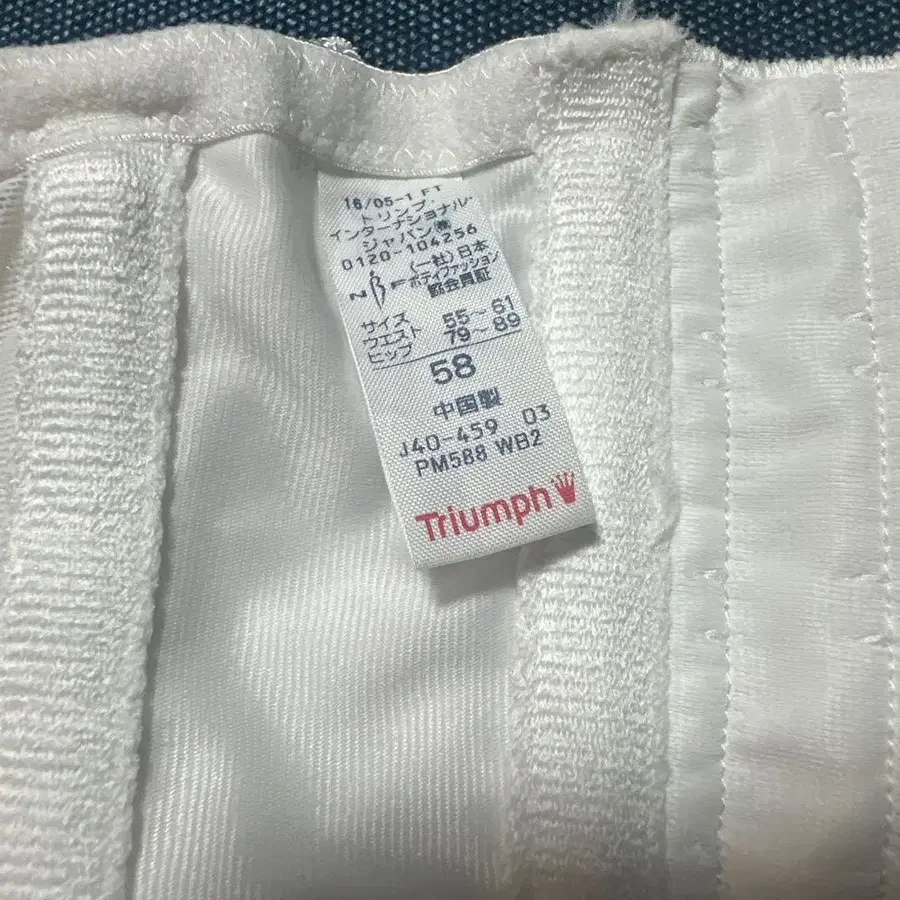 16/05-1 FT
トリンプ・
インターナショナル・
ジャパン㈱
0120-104256
NBF (一社)日本
ボディファッション
協会員証
サイズ
ウエスト 55~61
ヒップ 79~89
58
中国製
J40-459 03
PM588 WB2
Triumph